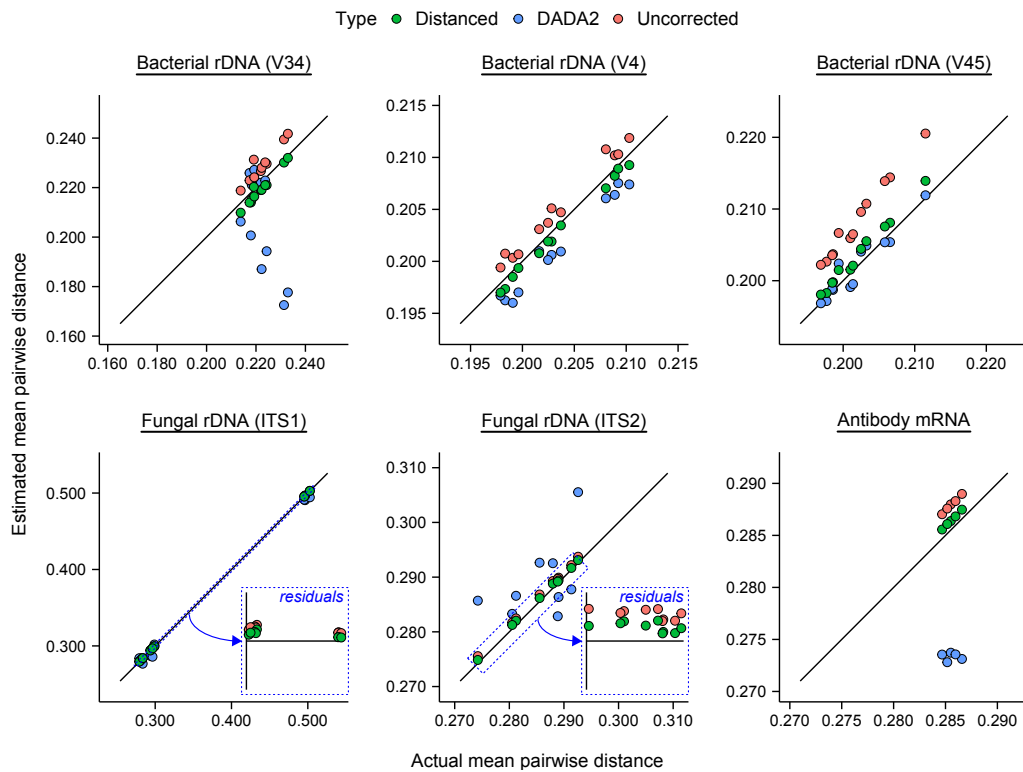 Type Distanced DADA2 Uncorrected
Bacterial rDNA (V34)
Bacterial rDNA (V4)
Bacterial rDNA (V45)
0.240
0.220
0.200
0.180
0.160
0.160 0.180 0.200 0.220 0.240
0.215
0.210
0.205
0.200
0.195
0.195 0.200 0.205 0.210 0.215
0.220
0.210
0.200
0.200 0.210 0.220
Estimated mean pairwise distance
Fungal rDNA (ITS1)
Fungal rDNA (ITS2)
Antibody mRNA
0.500
0.400
0.300
residuals
0.300 0.400 0.500
0.310
0.300
0.290
0.280
0.270
residuals
0.270 0.280 0.290 0.300 0.310
0.290
0.285
0.280
0.275
0.270
0.270 0.275 0.280 0.285 0.290
Actual mean pairwise distance